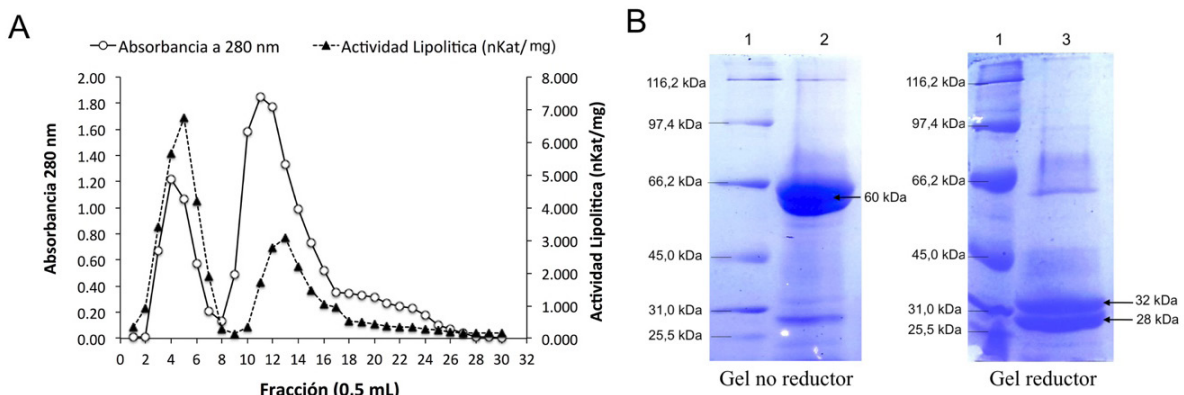 A
Absorbancia a 280 nm
Actividad Lipolitica (nKat/mg)
2.00
1.80
1.60
1.40
1.20
1.00
0.80
0.60
0.40
0.20
0.00
Absorbancia 280 nm
8.000
7.000
6.000
5.000
4.000
3.000
2.000
1.000
0.000
Actividad Lipolitica (nKat/mg)
0 2 4 6 8 10 12 14 16 18 20 22 24 26 28 30 32
Fracción (0.5 mL)
B
1 2
116,2 kDa
97,4 kDa
66,2 kDa
60 kDa
45,0 kDa
31,0 kDa
25,5 kDa
Gel no reductor
1 3
116,2 kDa
97,4 kDa
66,2 kDa
45,0 kDa
31,0 kDa
25,5 kDa
32 kDa
28 kDa
Gel reductor